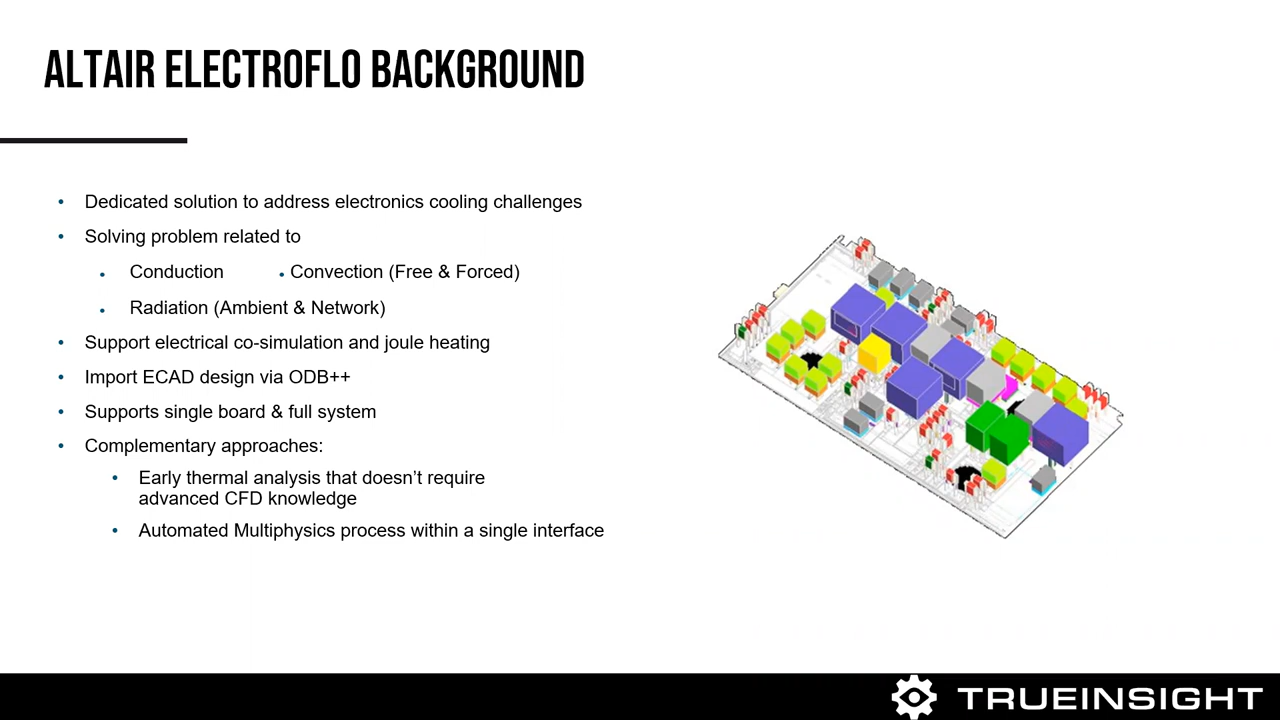 ALTAIR ELECTROFLO BACKGROUND
• Dedicated solution to address electronics cooling challenges
• Solving problem related to
• Conduction • Convection (Free & Forced)
• Radiation (Ambient & Network)
• Support electrical co-simulation and joule heating
• Import ECAD design via ODB++
• Supports single board & full system
• Complementary approaches:
• Early thermal analysis that doesn’t require
advanced CFD knowledge
• Automated Multiphysics process within a single interface
TRUEINSIGHT